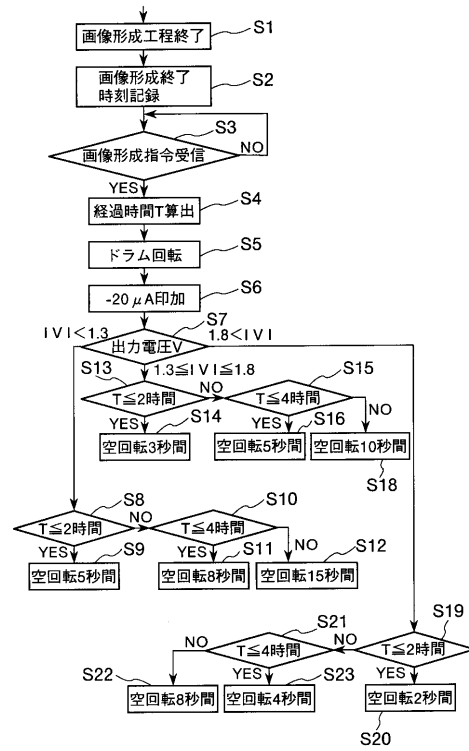 画像形成工程終了 S1
画像形成終了 S2
時刻記録
S3
画像形成指令受信
NO
YES
経過時間T算出 S4
ドラム回転 S5
-20μA印加 S6
|V|<1.3 S7 1.8<|V|
出力電圧V
S13 1.3≦|V|≦1.8 S15
T≦2時間 NO T≦4時間 NO
YES S14 YES S16
空回転3秒間 空回転5秒間 空回転10秒間
S18
S8 S10
T≦2時間 NO T≦4時間 NO
YES S9 YES S11 S12
空回転5秒間 空回転8秒間 空回転15秒間
S21 S19
NO T≦4時間 NO T≦2時間
S22 YES S23 YES
空回転8秒間 空回転4秒間 空回転2秒間
S20